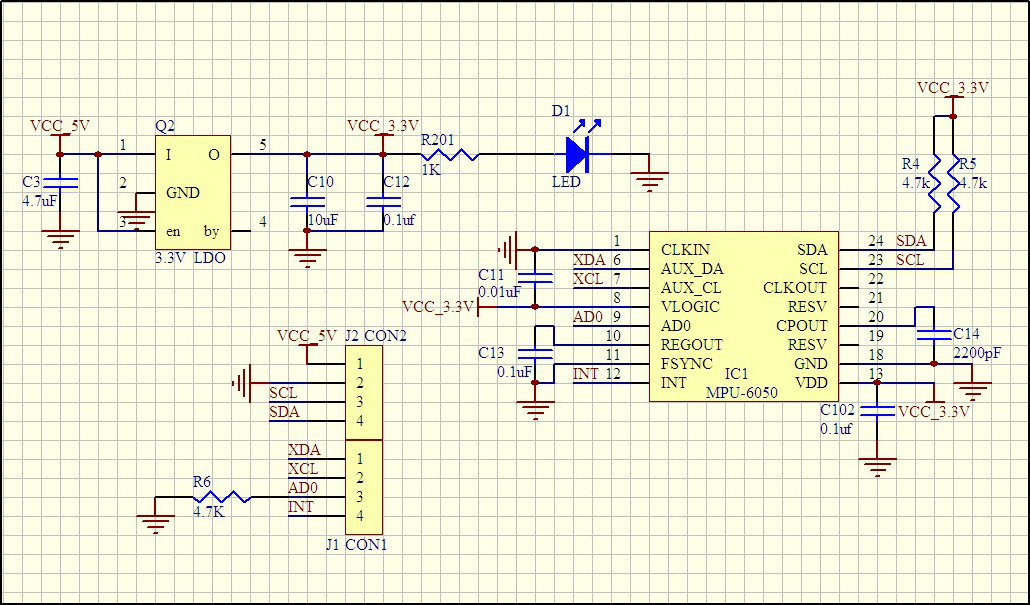 VCC_5V
Q2
C3
4.7uF
1
2
3
5
4
I
O
GND
en
by
3.3V LDO
C10
10uF
VCC_3.3V
C12
0.1uf
R201
1K
D1
LED
VCC_3.3V
R4
4.7k
R5
4.7k
C11
0.01uF
VCC_3.3V
C13
0.1uF
XDA
XCL
AD0
INT
1
6
7
8
9
10
11
12
CLKIN
AUX_DA
AUX_CL
VLOGIC
AD0
REGOUT
FSYNC
INT
SDA
SCL
CLKOUT
RESV
CPOUT
RESV
GND
VDD
IC1
MPU-6050
24
23
22
21
20
19
18
13
SDA
SCL
C14
2200pF
C102
0.1uf
VCC_3.3V
VCC_5V
J2 CON2
SCL
SDA
1
2
3
4
XDA
XCL
AD0
INT
1
2
3
4
R6
4.7K
J1 CON1